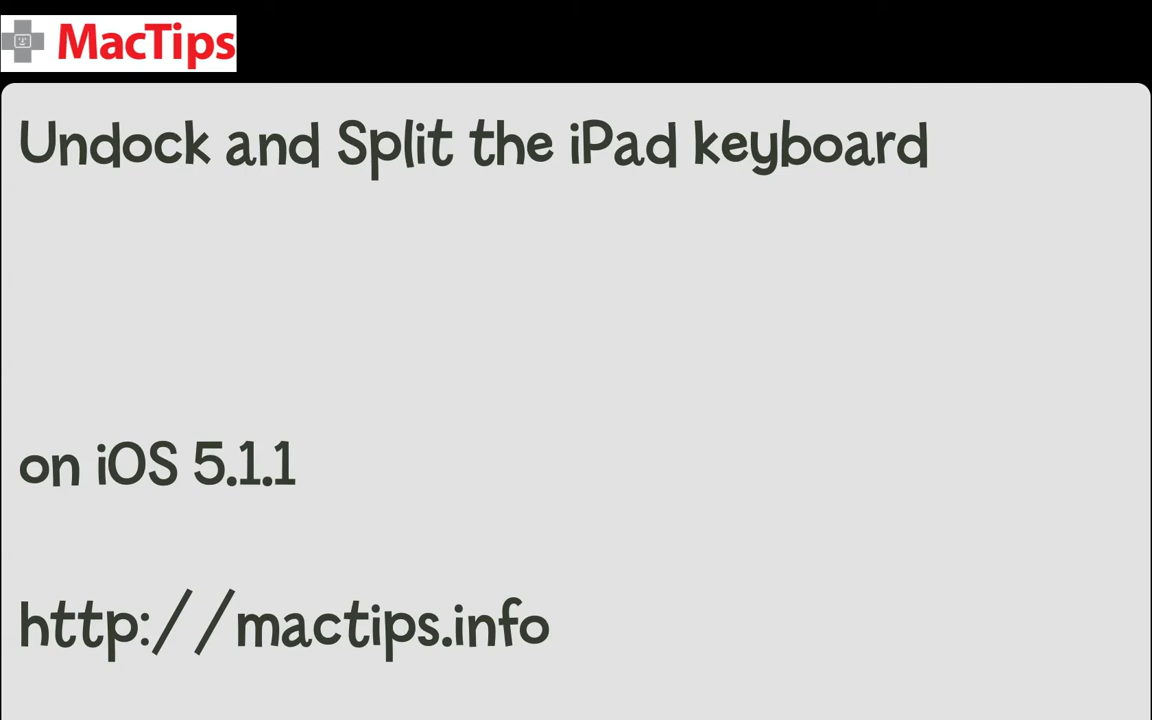 MacTips
Undock and Split the iPad keyboard
on iOS 5.1.1
http://mactips.info